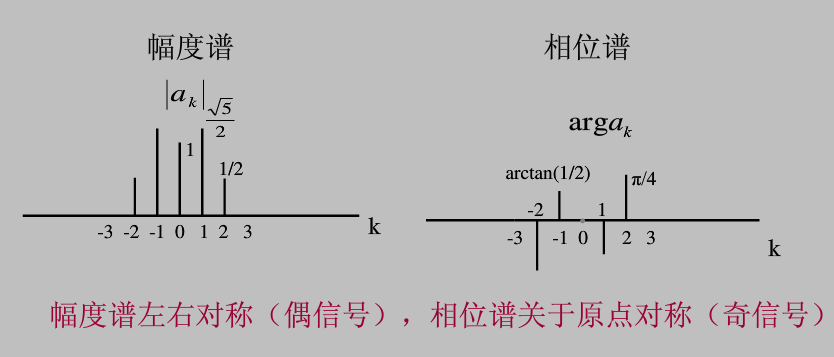 幅度谱
相位谱
|a_k|
√5/2
1
1/2
-3 -2 -1 0 1 2 3
k
arga_k
arctan(1/2)
π/4
-2 1
-3 -1 0 2 3
k
幅度谱左右对称（偶信号），相位谱关于原点对称（奇信号）